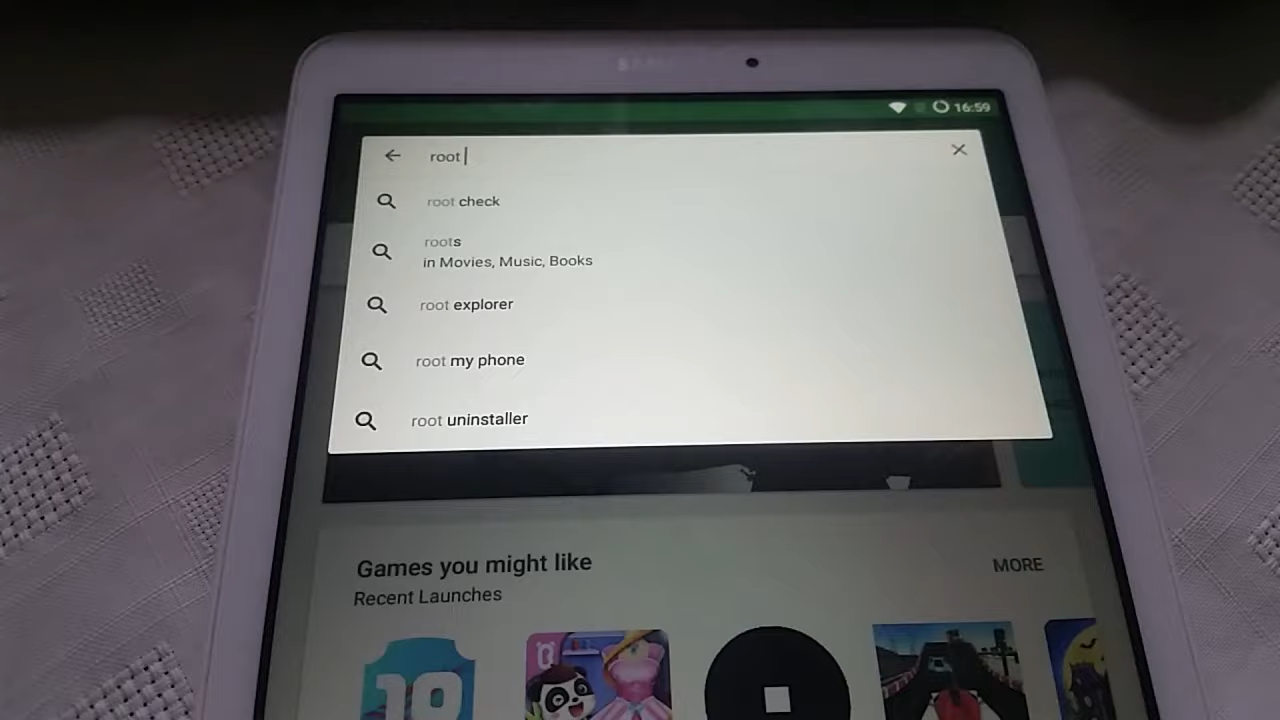 16:59
root
root check
roots
in Movies, Music, Books
root explorer
root my phone
root uninstaller
Games you might like
MORE
Recent Launches
10